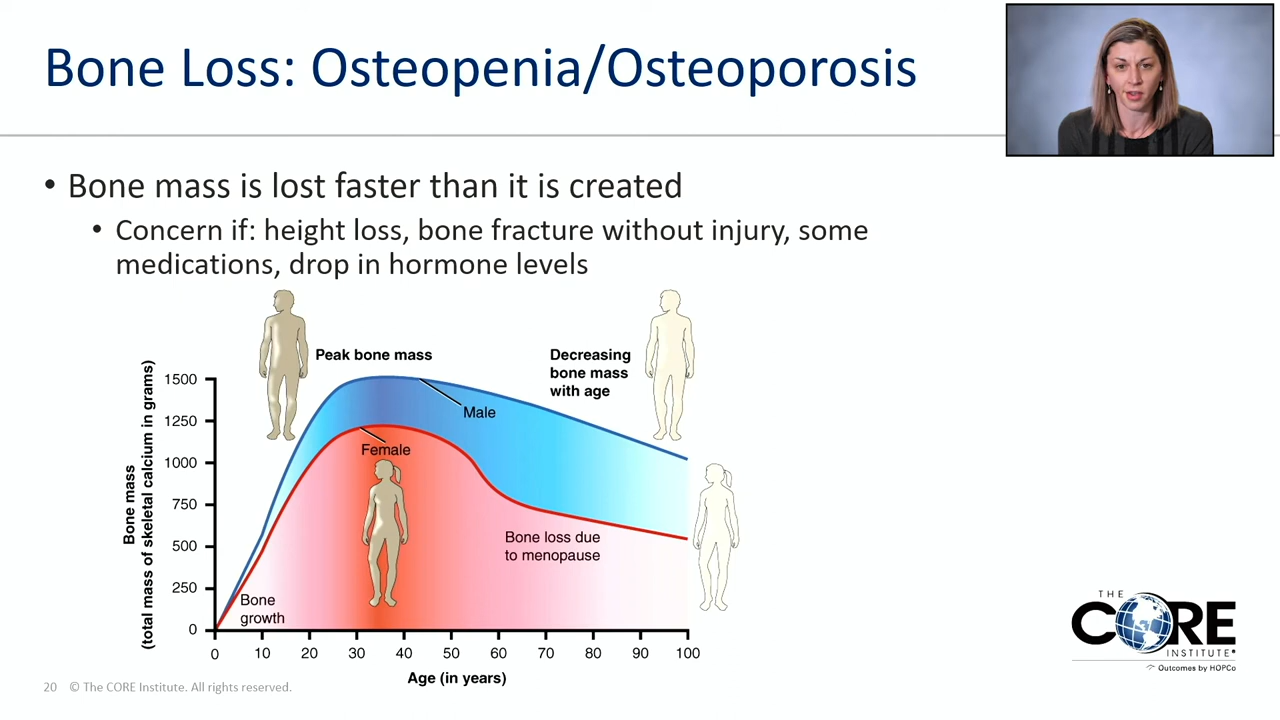 Bone Loss: Osteopenia/Osteoporosis
• Bone mass is lost faster than it is created
• Concern if: height loss, bone fracture without injury, some
medications, drop in hormone levels
Peak bone mass
Decreasing
bone mass
with age
Male
Female
Bone loss due
to menopause
Bone
growth
Bone mass
(total mass of skeletal calcium in grams)
1500
1250
1000
750
500
250
0
0 10 20 30 40 50 60 70 80 90 100
Age (in years)
THE
CORE
INSTITUTE®
Outcomes by HOPCo
20 © The CORE Institute. All rights reserved.